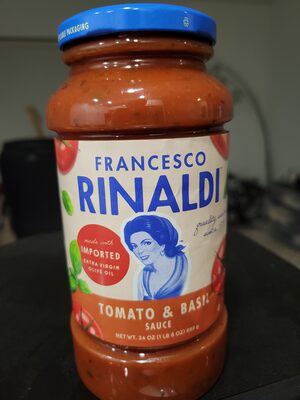 PACKAGING
FRANCESCO
RINALDI
made with
IMPORTED
EXTRA VIRGIN
OLIVE OIL
TOMATO & BASIL
SAUCE
NET WT. 24 OZ (1 LB 8 OZ) 680 g